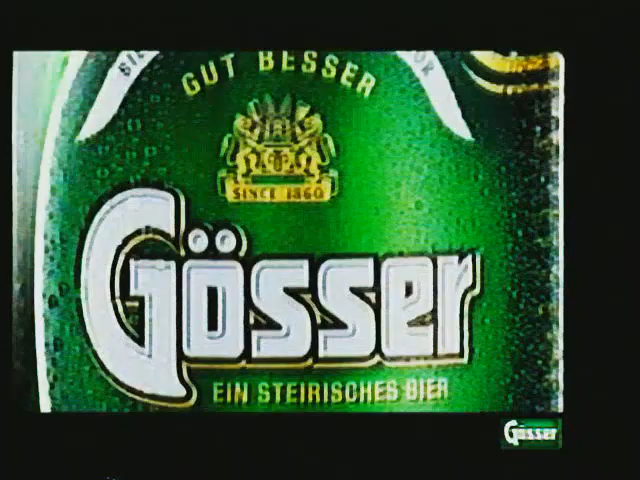 GUT BESSER
SINCE 1860
Gösser
EIN STEIRISCHES BIER
Gösser